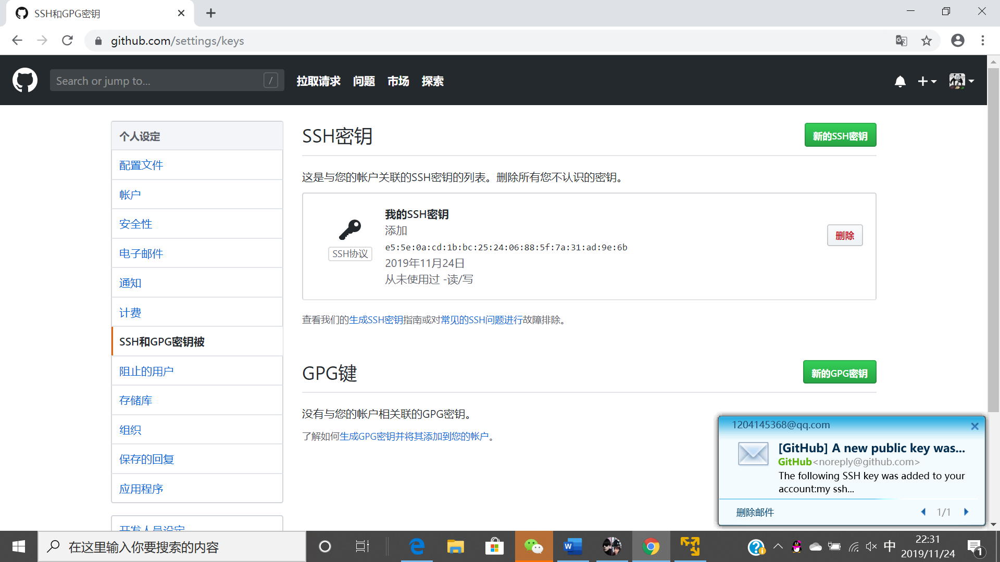 SSH和GPG密钥
github.com/settings/keys
Search or jump to...
/
拉取请求 问题 市场 探索
个人设定
配置文件
帐户
安全性
电子邮件
通知
计费
SSH和GPG密钥被
阻止的用户
存储库
组织
保存的回复
应用程序
开发人员设定
SSH密钥
新的SSH密钥
这是与您的帐户关联的SSH密钥的列表。删除所有您不认识的密钥。
我的SSH密钥
添加
e5:5e:0a:cd:1b:bc:25:24:06:88:5f:7a:31:ad:9e:6b
2019年11月24日
从未使用过 -读/写
SSH协议
删除
查看我们的生成SSH密钥指南或对常见的SSH问题进行故障排除。
GPG键
新的GPG密钥
没有与您的帐户相关联的GPG密钥。
了解如何生成GPG密钥并将其添加到您的帐户。
1204145368@qq.com
[GitHub] A new public key was...
GitHub<noreply@github.com>
The following SSH key was added to your
account:my ssh...
删除邮件
1/1
在这里输入你要搜索的内容
中
22:31
2019/11/24
1